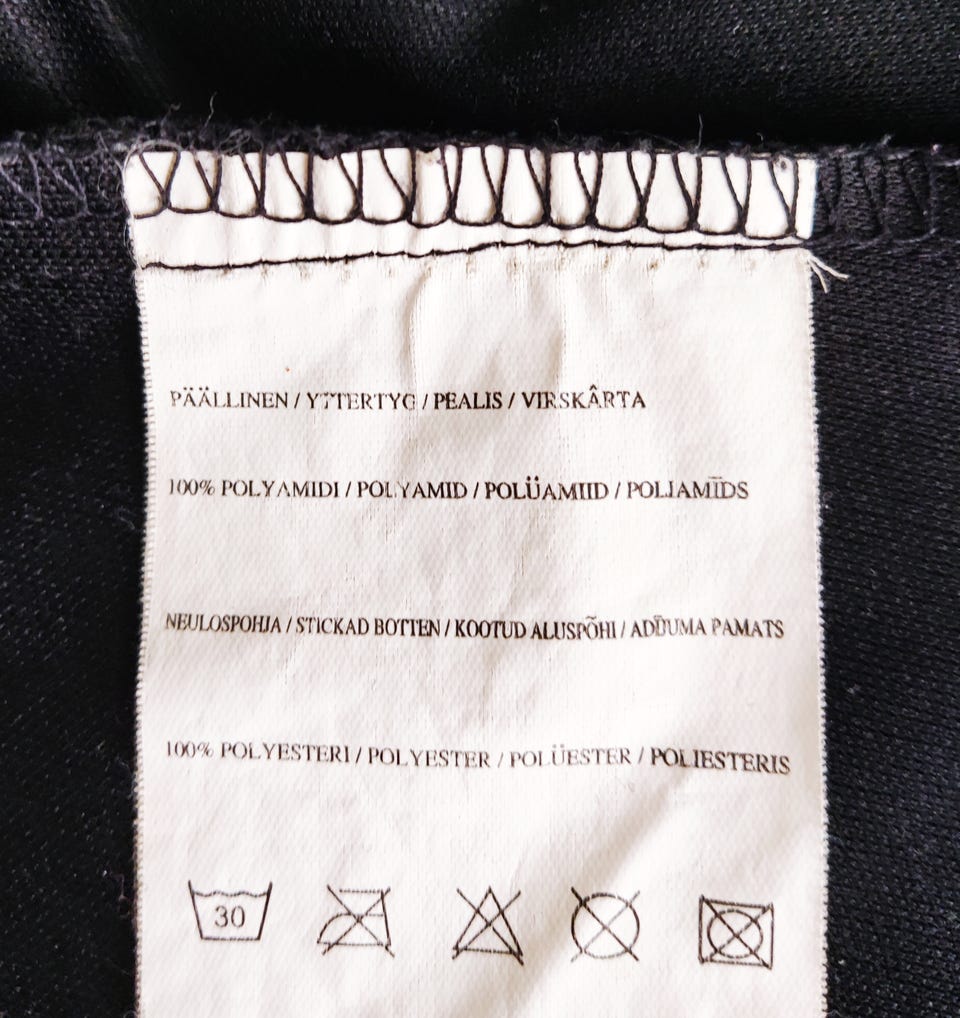 PÄÄLLINEN / YTTERTYG / PEALIS / VIRSKÂRTA
100% POLYAMIDI / POLYAMID / POLÜAMIID / POLIAMĪDS
NEULOSPOHJA / STICKAD BOTTEN / KOOTUD ALUSPÕHI / ADĪJUMA PAMATS
100% POLYESTERI / POLYESTER / POLÜESTER / POLIESTERIS
30